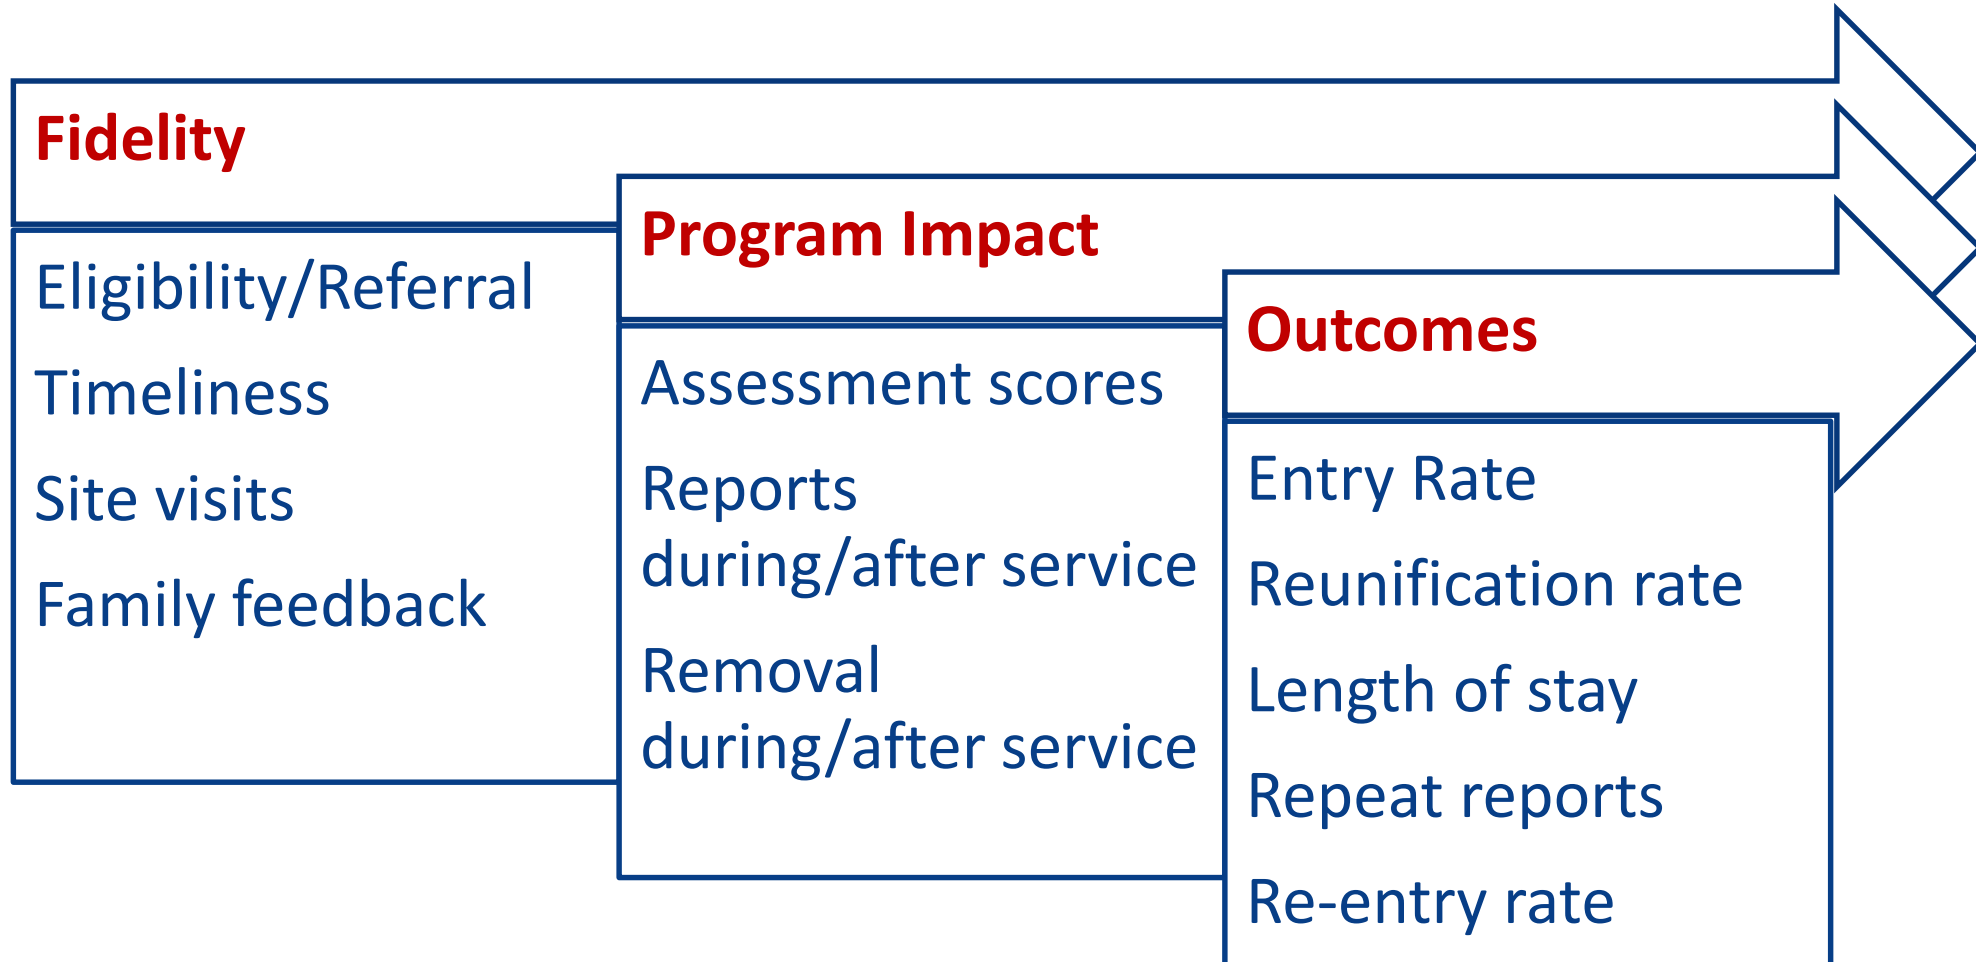 Fidelity
Eligibility/Referral
Timeliness
Site visits
Family feedback
Program Impact
Assessment scores
Reports
during/after service
Removal
during/after service
Outcomes
Entry Rate
Reunification rate
Length of stay
Repeat reports
Re-entry rate